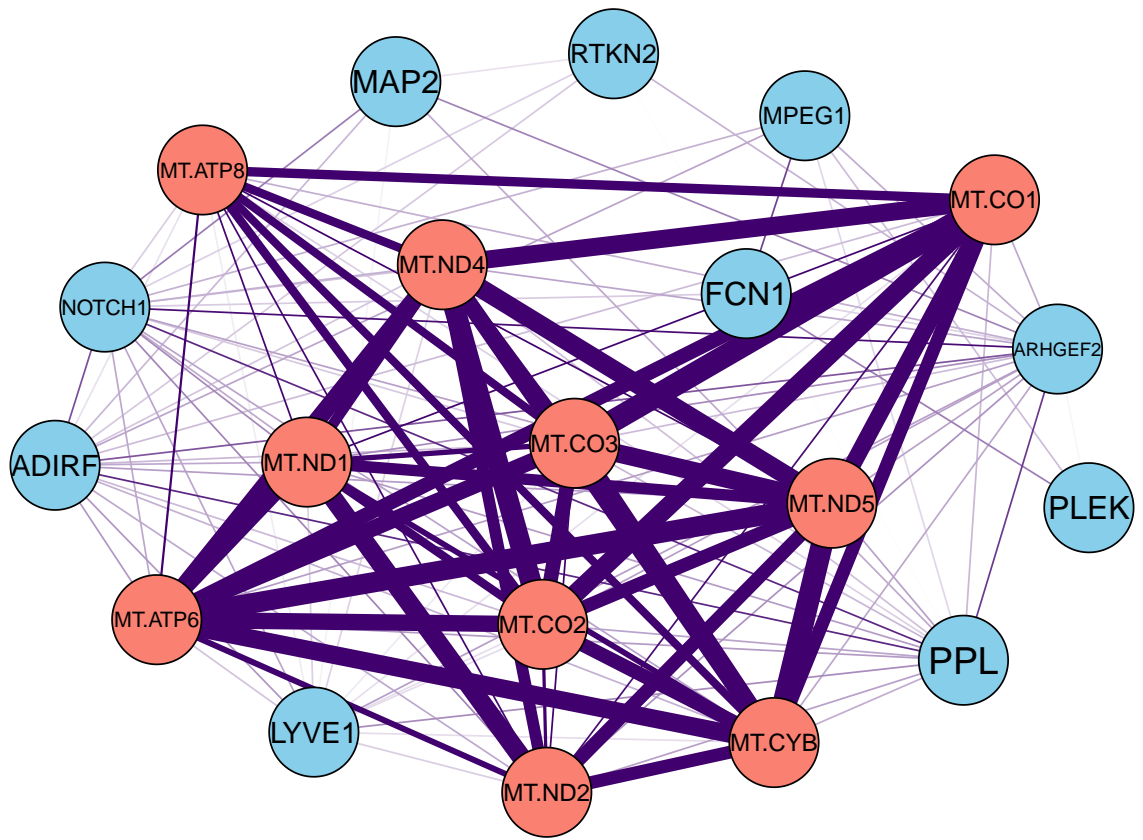 RTKN2
MAP2
MPEG1
MT.ATP8
MT.CO1
MT.ND4
FCN1
NOTCH1
ARHGEF2
MT.CO3
MT.ND1
ADIRF
MT.ND5
PLEK
MT.ATP6
MT.CO2
PPL
LYVE1
MT.CYB
MT.ND2